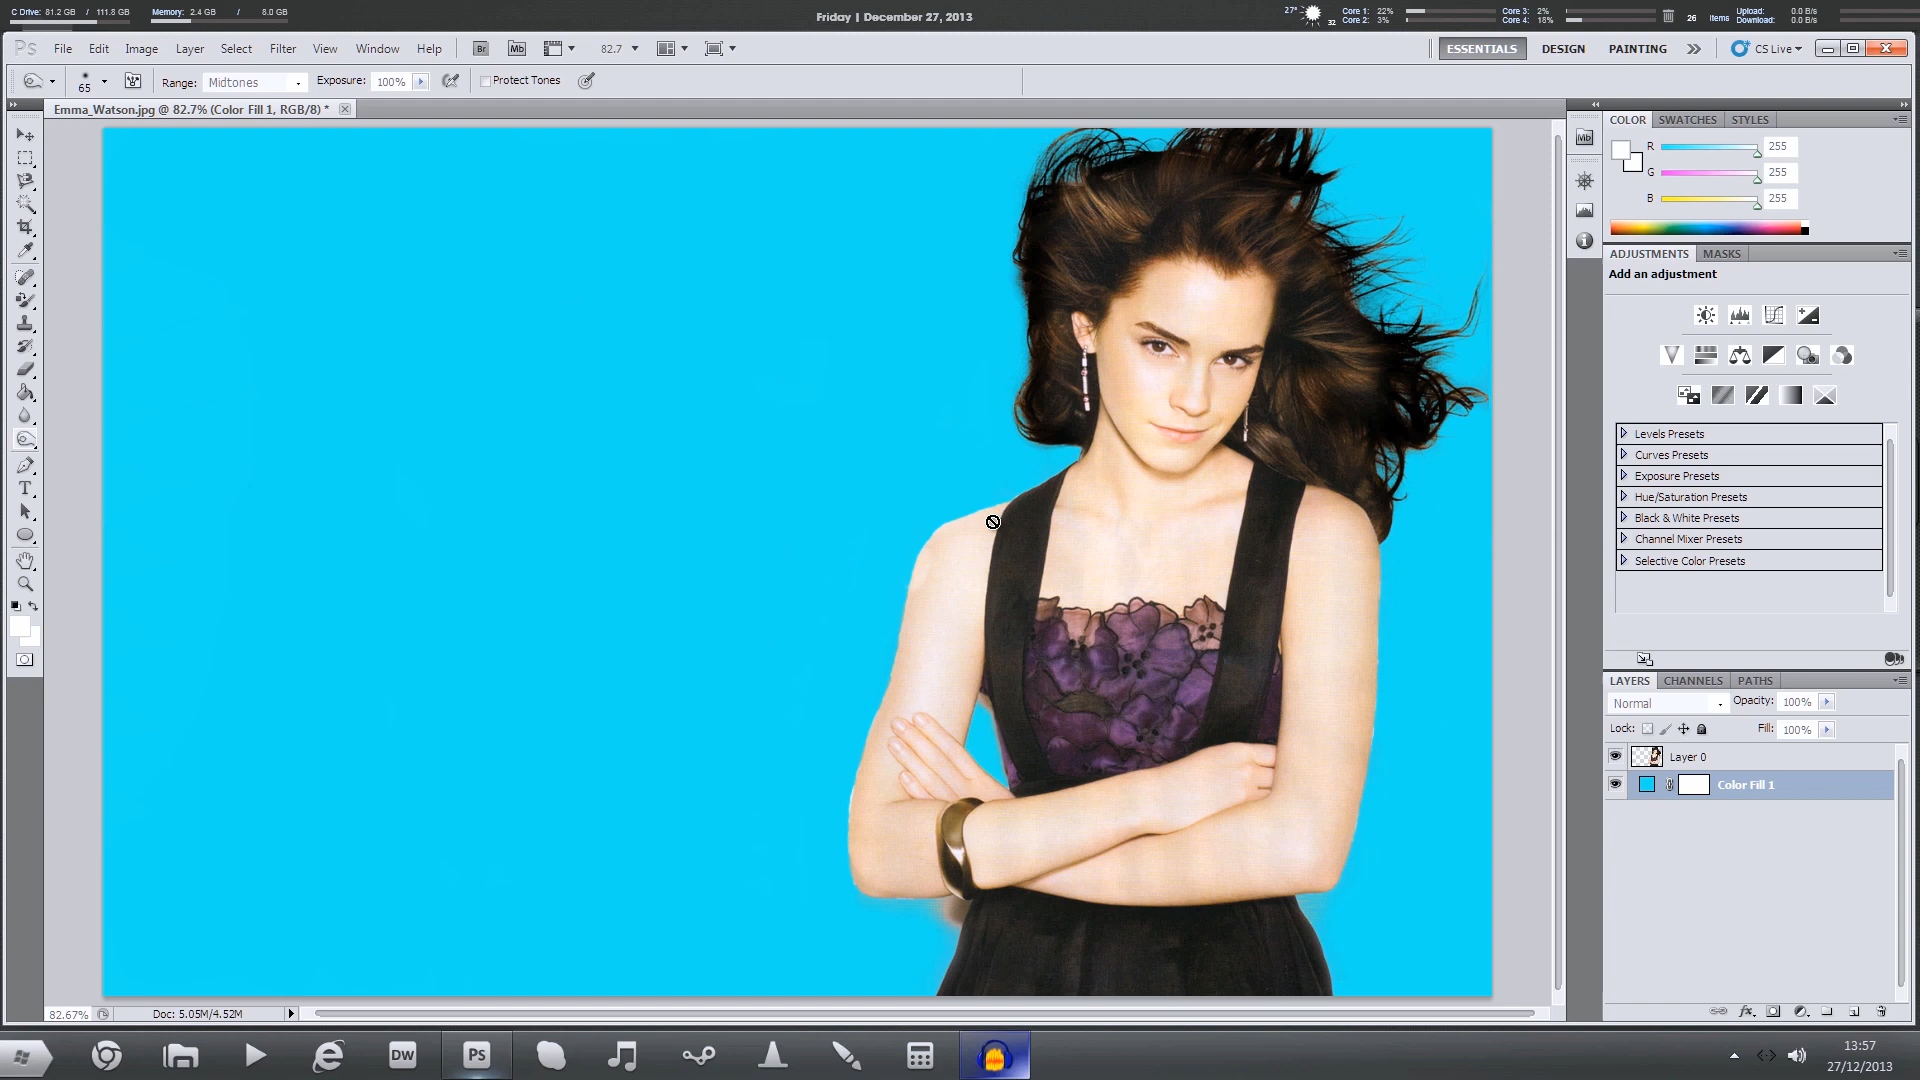 C Drive: 81.2 GB / 111.8 GB Memory: 2.4 GB / 8.0 GB Friday | December 27, 2013 27° 32 Core 1: 22% Core 3: 2% 26 Items Upload: 0.0 B/s
Core 2: 3% Core 4: 18% Download: 0.0 B/s
Ps File Edit Image Layer Select Filter View Window Help Br Mb 82.7 ESSENTIALS DESIGN PAINTING CS Live
65 Range: Midtones Exposure: 100% Protect Tones
Emma_Watson.jpg @ 82.7% (Color Fill 1, RGB/8) *
COLOR SWATCHES STYLES
Mb
R 255
G 255
B 255
ADJUSTMENTS MASKS
Add an adjustment
Levels Presets
Curves Presets
Exposure Presets
Hue/Saturation Presets
Black & White Presets
Channel Mixer Presets
Selective Color Presets
LAYERS CHANNELS PATHS
Normal Opacity: 100%
Lock: Fill: 100%
Layer 0
Color Fill 1
82.67% Doc: 5.05M/4.52M
DW PS
13:57
27/12/2013